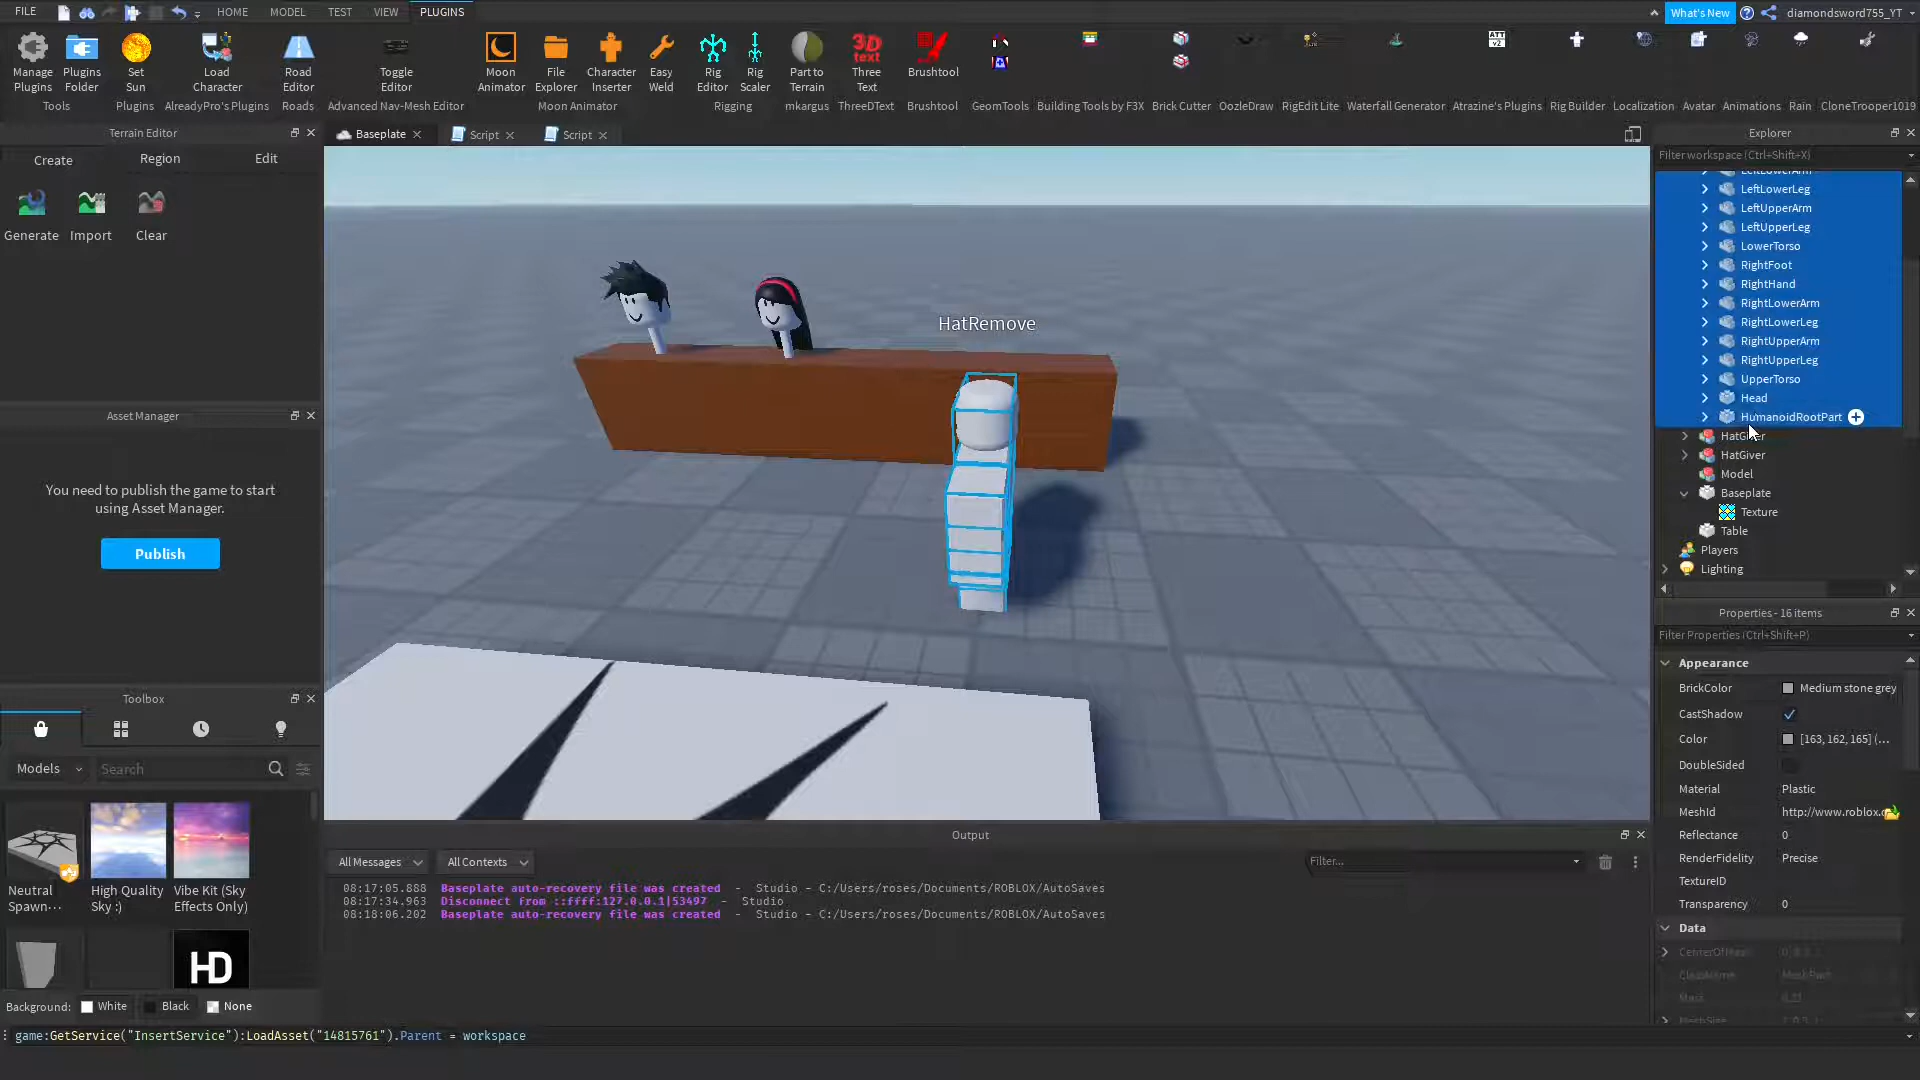 FILE
HOME
MODEL
TEST
VIEW
PLUGINS
What's New
diamondsword755_YT
Manage Plugins
Plugins Folder
Set Sun
Load Character
Road Editor
Toggle Editor
Moon Animator
File Explorer
Character Inserter
Easy Weld
Rig Editor
Rig Scaler
Part to Terrain
3D text
Three Text
Brushtool
ATT v2
Tools
Plugins
AlreadyPro's Plugins
Roads
Advanced Nav-Mesh Editor
Moon Animator
Rigging
mkargus
ThreeDText
Brushtool
GeomTools
Building Tools by F3X
Brick Cutter
OozleDraw
RigEdit Lite
Waterfall Generator
Atrazine's Plugins
Rig Builder
Localization
Avatar
Animations
Rain
CloneTrooper1019
Terrain Editor
Create
Region
Edit
Generate
Import
Clear
Asset Manager
You need to publish the game to start
using Asset Manager.
Publish
Toolbox
Models
Search
Neutral
Spawn...
High Quality
Sky :)
Vibe Kit (Sky
Effects Only)
HD
Background:
White
Black
None
Baseplate
Script
Script
HatRemove
Output
All Messages
All Contexts
Filter...
08:17:05.888 Baseplate auto-recovery file was created - Studio - C:/Users/roses/Documents/ROBLOX/AutoSaves
08:17:34.963 Disconnect from ::ffff:127.0.0.1|53497 - Studio
08:18:06.202 Baseplate auto-recovery file was created - Studio - C:/Users/roses/Documents/ROBLOX/AutoSaves
game:GetService("InsertService"):LoadAsset("14815761").Parent = workspace
Explorer
Filter workspace (Ctrl+Shift+X)
LeftLowerArm
LeftLowerLeg
LeftUpperArm
LeftUpperLeg
LowerTorso
RightFoot
RightHand
RightLowerArm
RightLowerLeg
RightUpperArm
RightUpperLeg
UpperTorso
Head
HumanoidRootPart
HatGiver
HatGiver
Model
Baseplate
Texture
Table
Players
Lighting
Properties - 16 items
Filter Properties (Ctrl+Shift+P)
Appearance
BrickColor
Medium stone grey
CastShadow
Color
[163, 162, 165] (...
DoubleSided
Material
Plastic
MeshId
http://www.roblox.
Reflectance
0
RenderFidelity
Precise
TextureID
Transparency
0
Data
ClassName
MeshPart
Mass